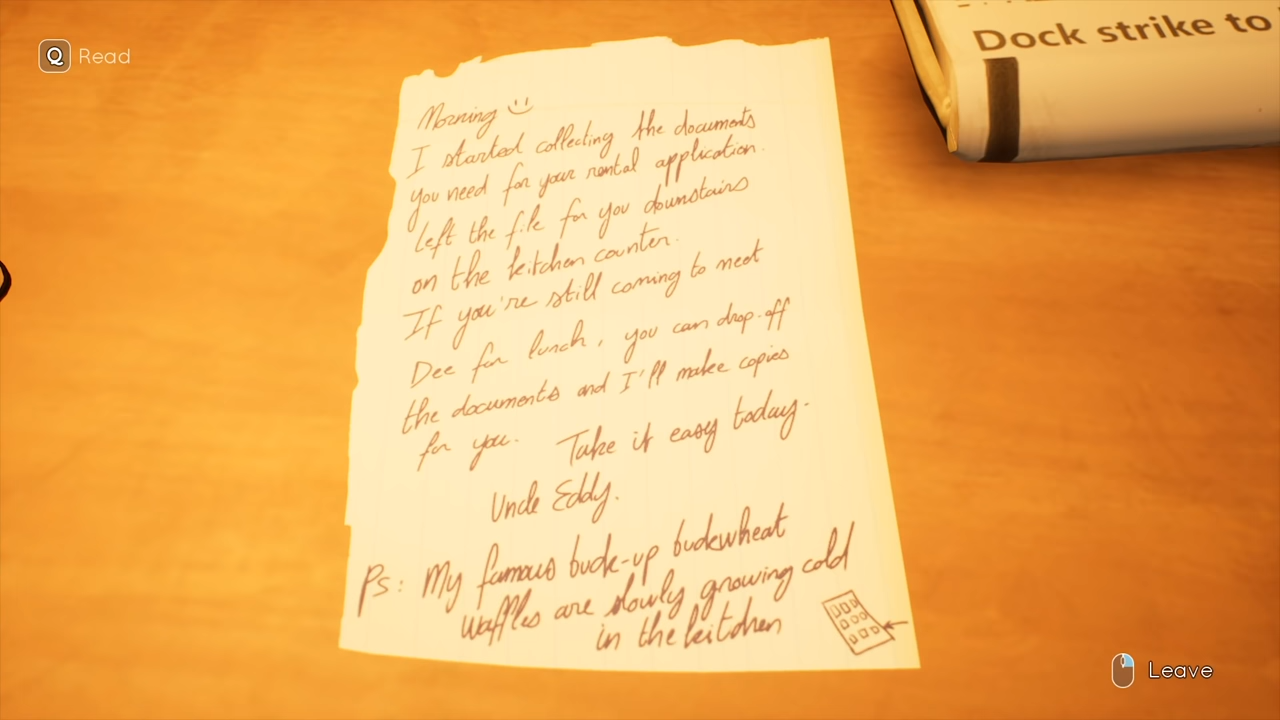 Q Read
Dock strike to
Morning
I started collecting the documents
you need for your rental application.
Left the file for you downstairs
on the kitchen counter.
If you're still coming to meet
Dee for lunch, you can drop-off
the documents and I'll make copies
for you. Take it easy today.
Uncle Eddy.
Ps: My famous buck-up buckwheat
waffles are slowly growing cold
in the kitchen
Leave